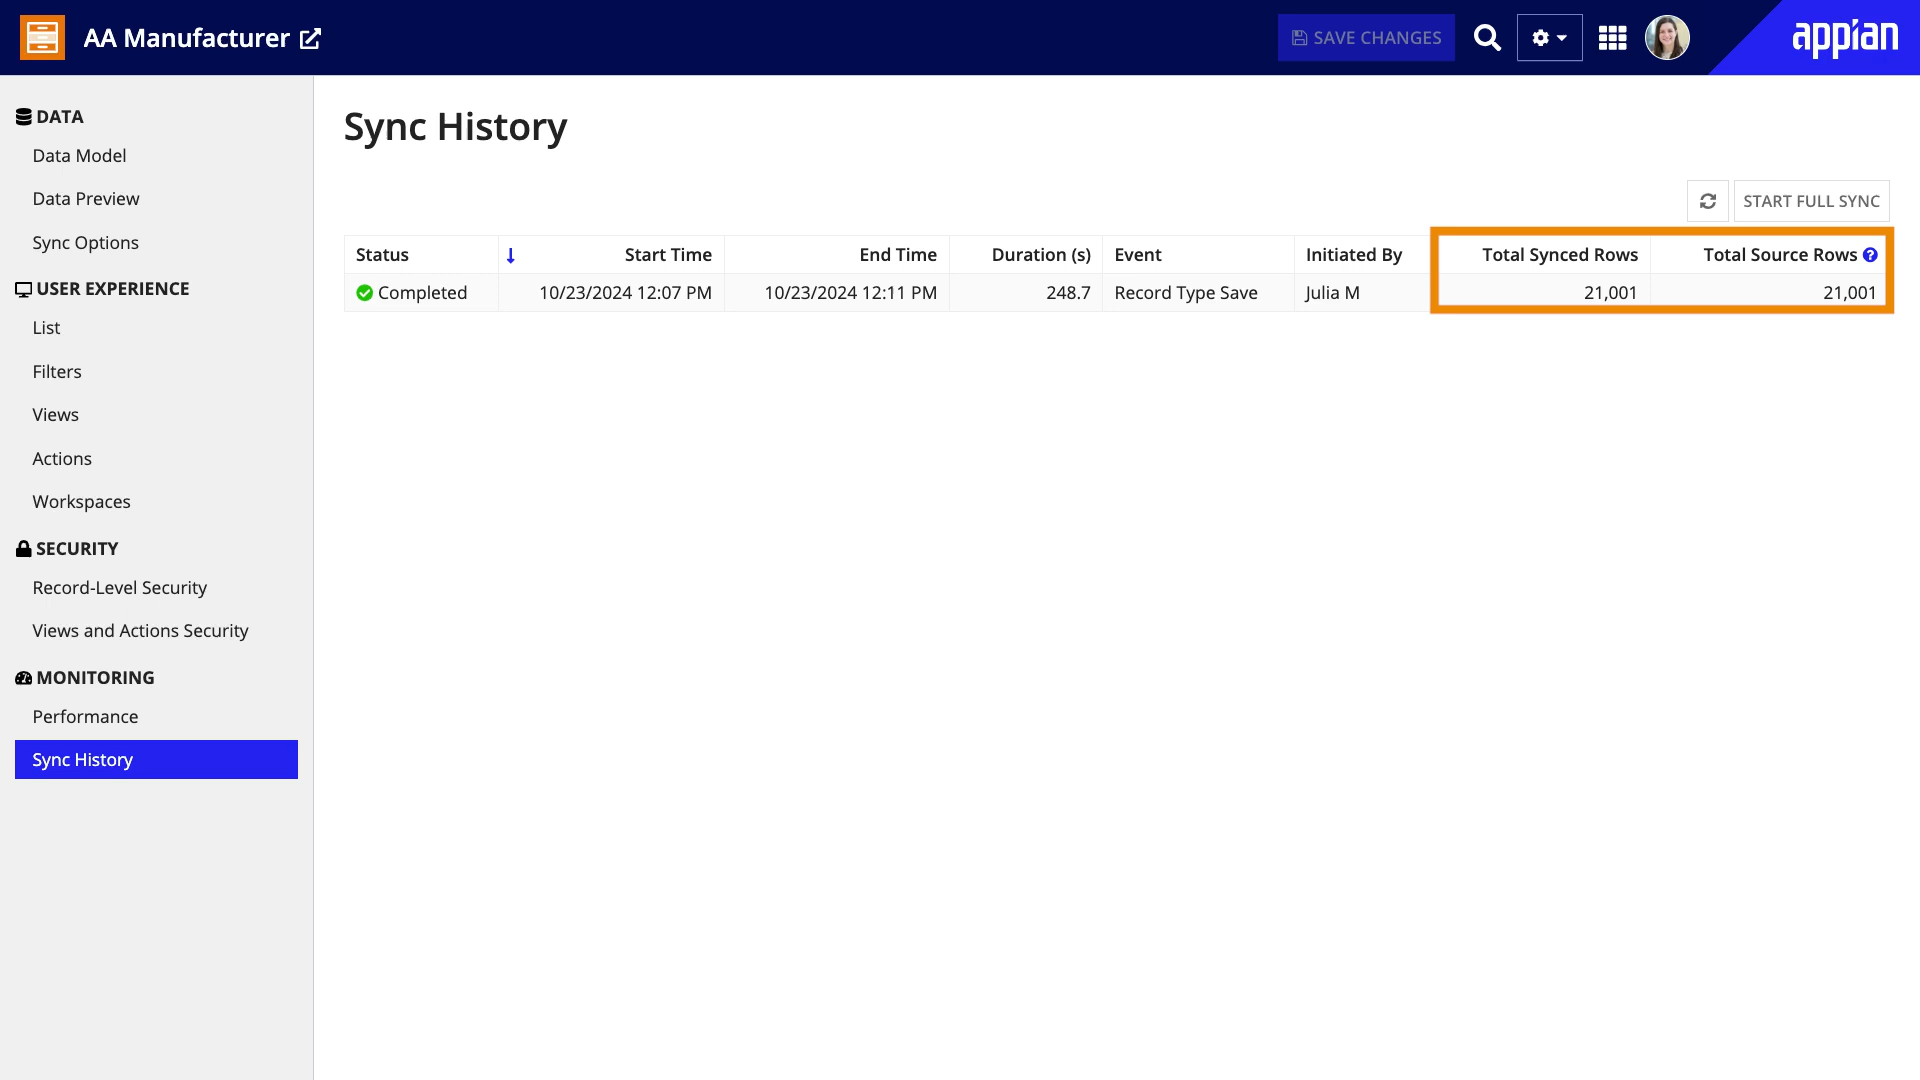 AA Manufacturer
SAVE CHANGES
appian
DATA
Data Model
Data Preview
Sync Options
USER EXPERIENCE
List
Filters
Views
Actions
Workspaces
SECURITY
Record-Level Security
Views and Actions Security
MONITORING
Performance
Sync History
Sync History
START FULL SYNC
Status Start Time End Time Duration (s) Event Initiated By Total Synced Rows Total Source Rows ?
Completed 10/23/2024 12:07 PM 10/23/2024 12:11 PM 248.7 Record Type Save Julia M 21,001 21,001